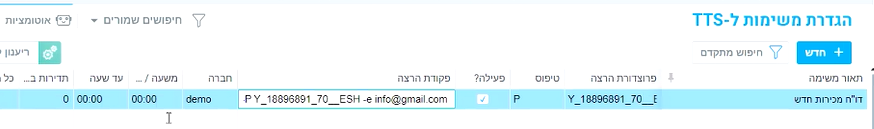 הגדרת משימות ל-TTS
חיפושים שמורים
אוטומציות
+ חדש
חיפוש מתקדם
ריענון
תאור משימה
פרוצדורת הרצה
טיפוס
פעילה?
פקודת הרצה
חברה
משעה / ...
עד שעה
תדירות ב...
כל
דו"ח מכירות חדש
Y_18896891_70__E
P
-P Y_18896891_70__ESH -e info@gmail.com
demo
00:00
00:00
0